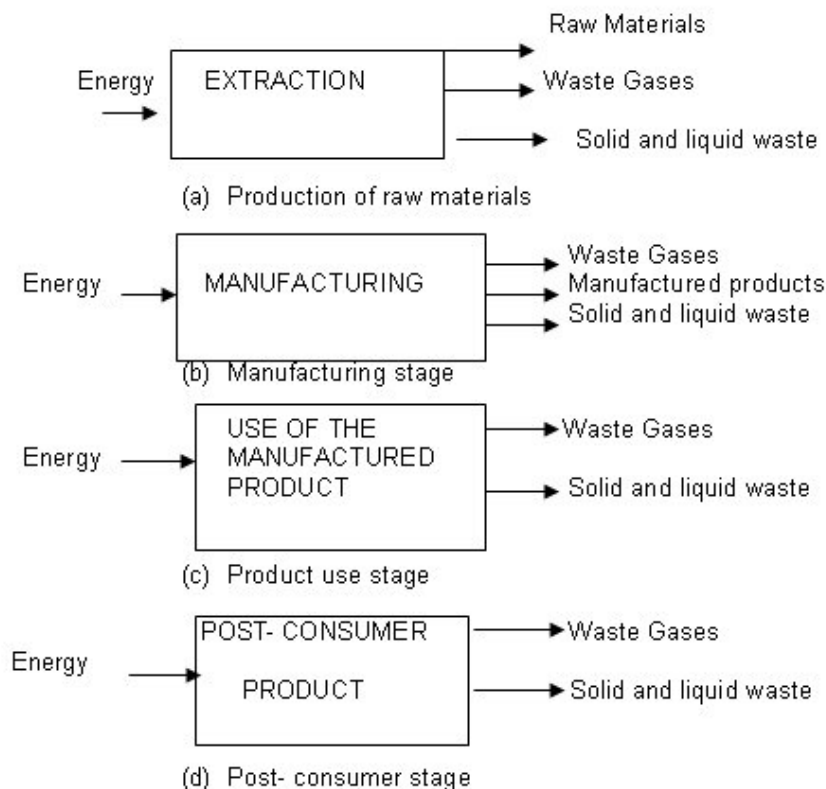 Raw Materials
Energy
EXTRACTION
Waste Gases
Solid and liquid waste
(a) Production of raw materials
Waste Gases
Energy
MANUFACTURING
Manufactured products
Solid and liquid waste
(b) Manufacturing stage
USE OF THE
MANUFACTURED
PRODUCT
Waste Gases
Energy
Solid and liquid waste
(c) Product use stage
POST- CONSUMER
PRODUCT
Waste Gases
Energy
Solid and liquid waste
(d) Post- consumer stage